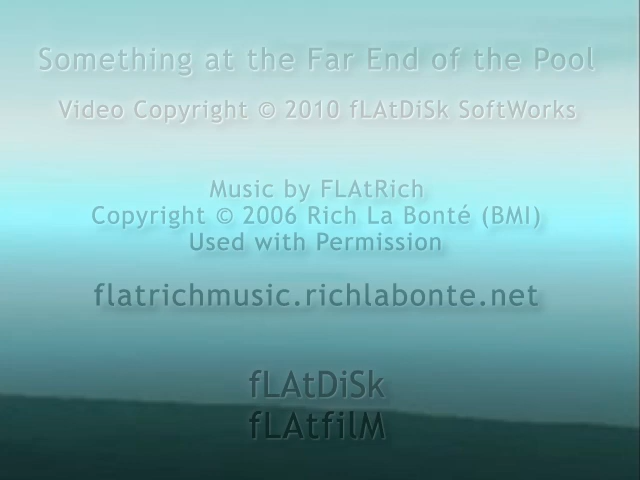 Something at the Far End of the Pool
Video Copyright © 2010 fLAtDiSk SoftWorks
Music by FLAtRich
Copyright © 2006 Rich La Bonté (BMI)
Used with Permission
flatrichmusic.richlabonte.net
fLAtDiSk
fLAtfilM